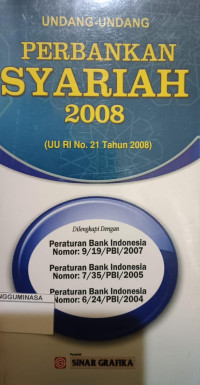 UNDANG-UNDANG
PERBANKAN
SYARIAH
2008
(UU RI No. 21 Tahun 2008)
Dilengkapi Dengan
Peraturan Bank Indonesia
Nomor: 9/19/PBI/2007
Peraturan Bank Indonesia
Nomor: 7/35/PBI/2005
Peraturan Bank Indonesia
Nomor: 6/24/PBI/2004
NGGUMINASA
SINAR GRAFIKA